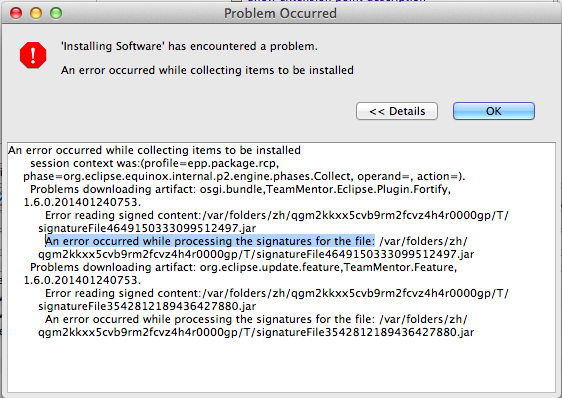 Problem Occurred
'Installing Software' has encountered a problem.
An error occurred while collecting items to be installed
<< Details
OK
An error occurred while collecting items to be installed
session context was:(profile=epp.package.rcp,
phase=org.eclipse.equinox.internal.p2.engine.phases.Collect, operand=, action=).
Problems downloading artifact: osgi.bundle,TeamMentor.Eclipse.Plugin.Fortify,
1.6.0.201401240753.
Error reading signed content:/var/folders/zh/qgm2kkxx5cvb9rm2fcvz4h4r0000gp/T/
signatureFile4649150333099512497.jar
An error occurred while processing the signatures for the file: /var/folders/zh/
qgm2kkxx5cvb9rm2fcvz4h4r0000gp/T/signatureFile4649150333099512497.jar
Problems downloading artifact: org.eclipse.update.feature,TeamMentor.Feature,
1.6.0.201401240753.
Error reading signed content:/var/folders/zh/qgm2kkxx5cvb9rm2fcvz4h4r0000gp/T/
signatureFile3542812189436427880.jar
An error occurred while processing the signatures for the file: /var/folders/zh/
qgm2kkxx5cvb9rm2fcvz4h4r0000gp/T/signatureFile3542812189436427880.jar